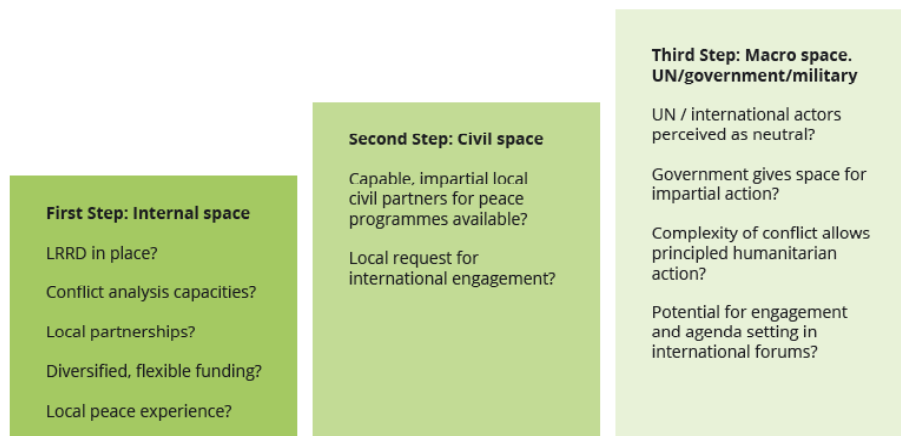 First Step: Internal space
LRRD in place?
Conflict analysis capacities?
Local partnerships?
Diversified, flexible funding?
Local peace experience?
Second Step: Civil space
Capable, impartial local
civil partners for peace
programmes available?
Local request for
international engagement?
Third Step: Macro space.
UN/government/military
UN / international actors
perceived as neutral?
Government gives space for
impartial action?
Complexity of conflict allows
principled humanitarian
action?
Potential for engagement
and agenda setting in
international forums?